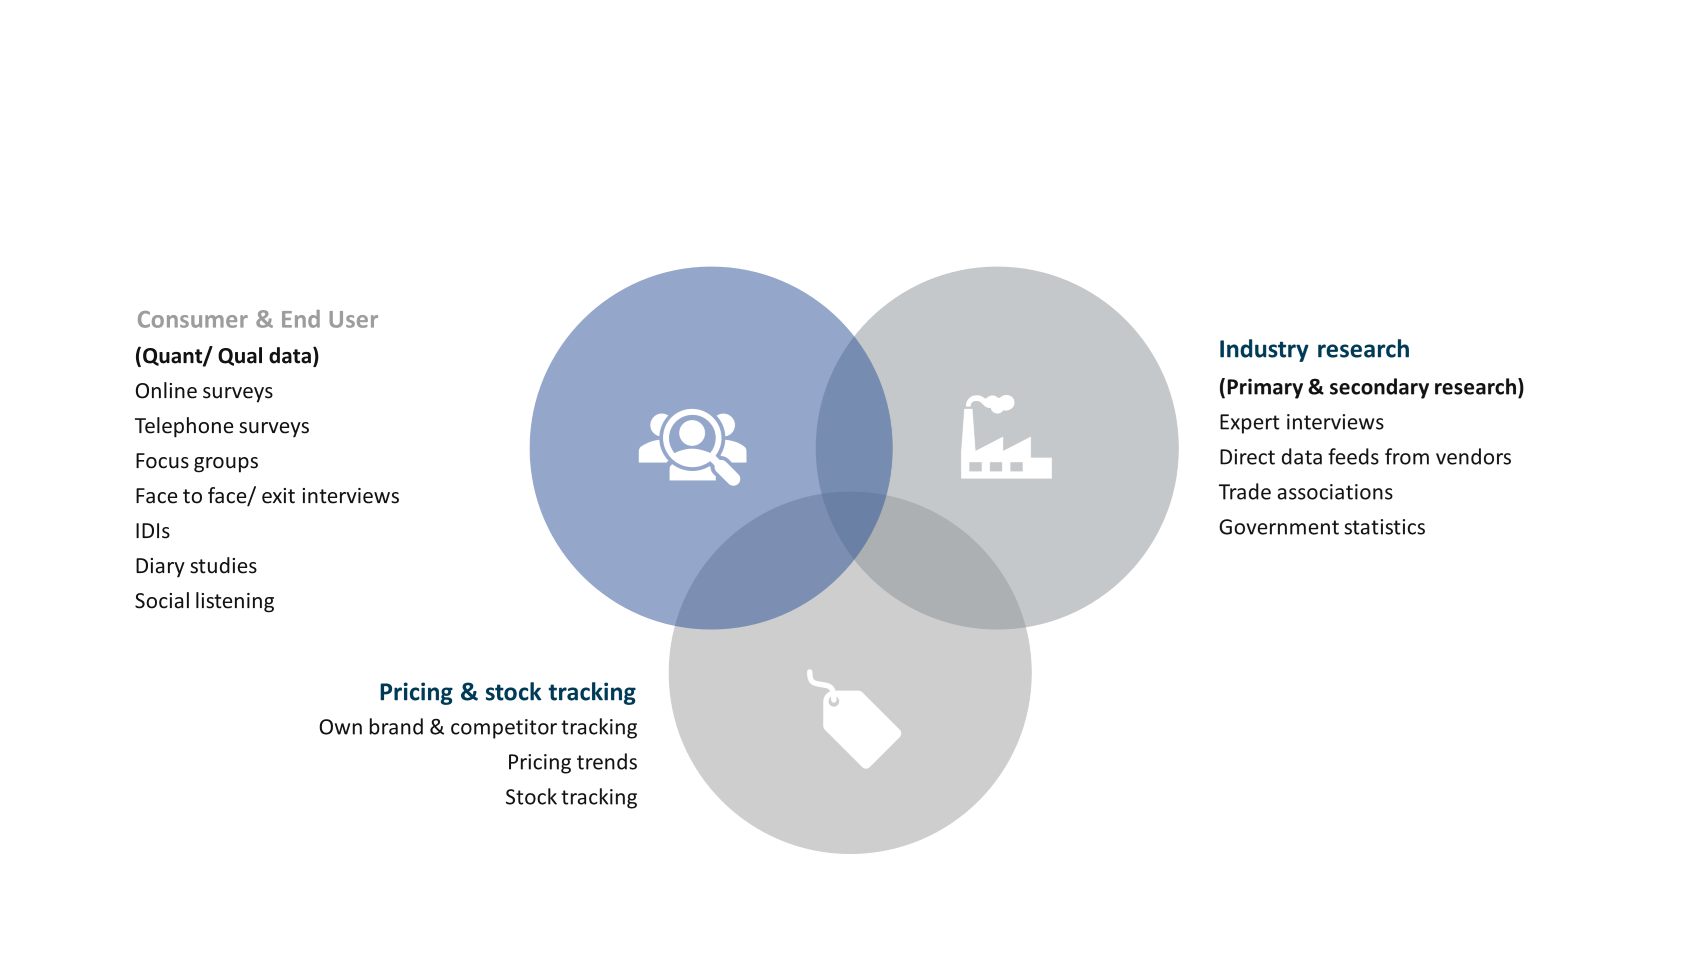 Consumer & End User
(Quant/ Qual data)
Online surveys
Telephone surveys
Focus groups
Face to face/ exit interviews
IDIs
Diary studies
Social listening
Industry research
(Primary & secondary research)
Expert interviews
Direct data feeds from vendors
Trade associations
Government statistics
Pricing & stock tracking
Own brand & competitor tracking
Pricing trends
Stock tracking